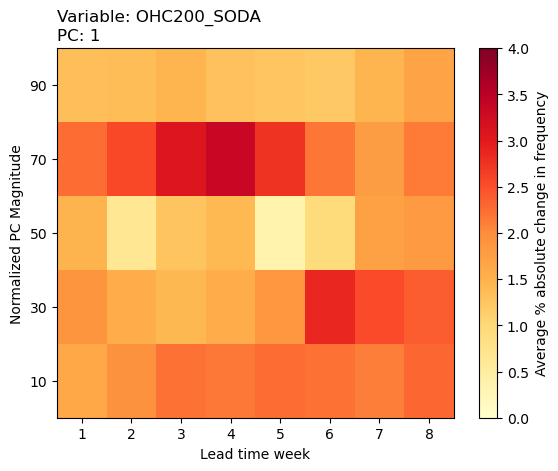 Variable: OHC200_SODA
PC: 1
Normalized PC Magnitude
90
70
50
30
10
1 2 3 4 5 6 7 8
Lead time week
4.0
3.5
3.0
2.5
2.0
1.5
1.0
0.5
0.0
Average % absolute change in frequency